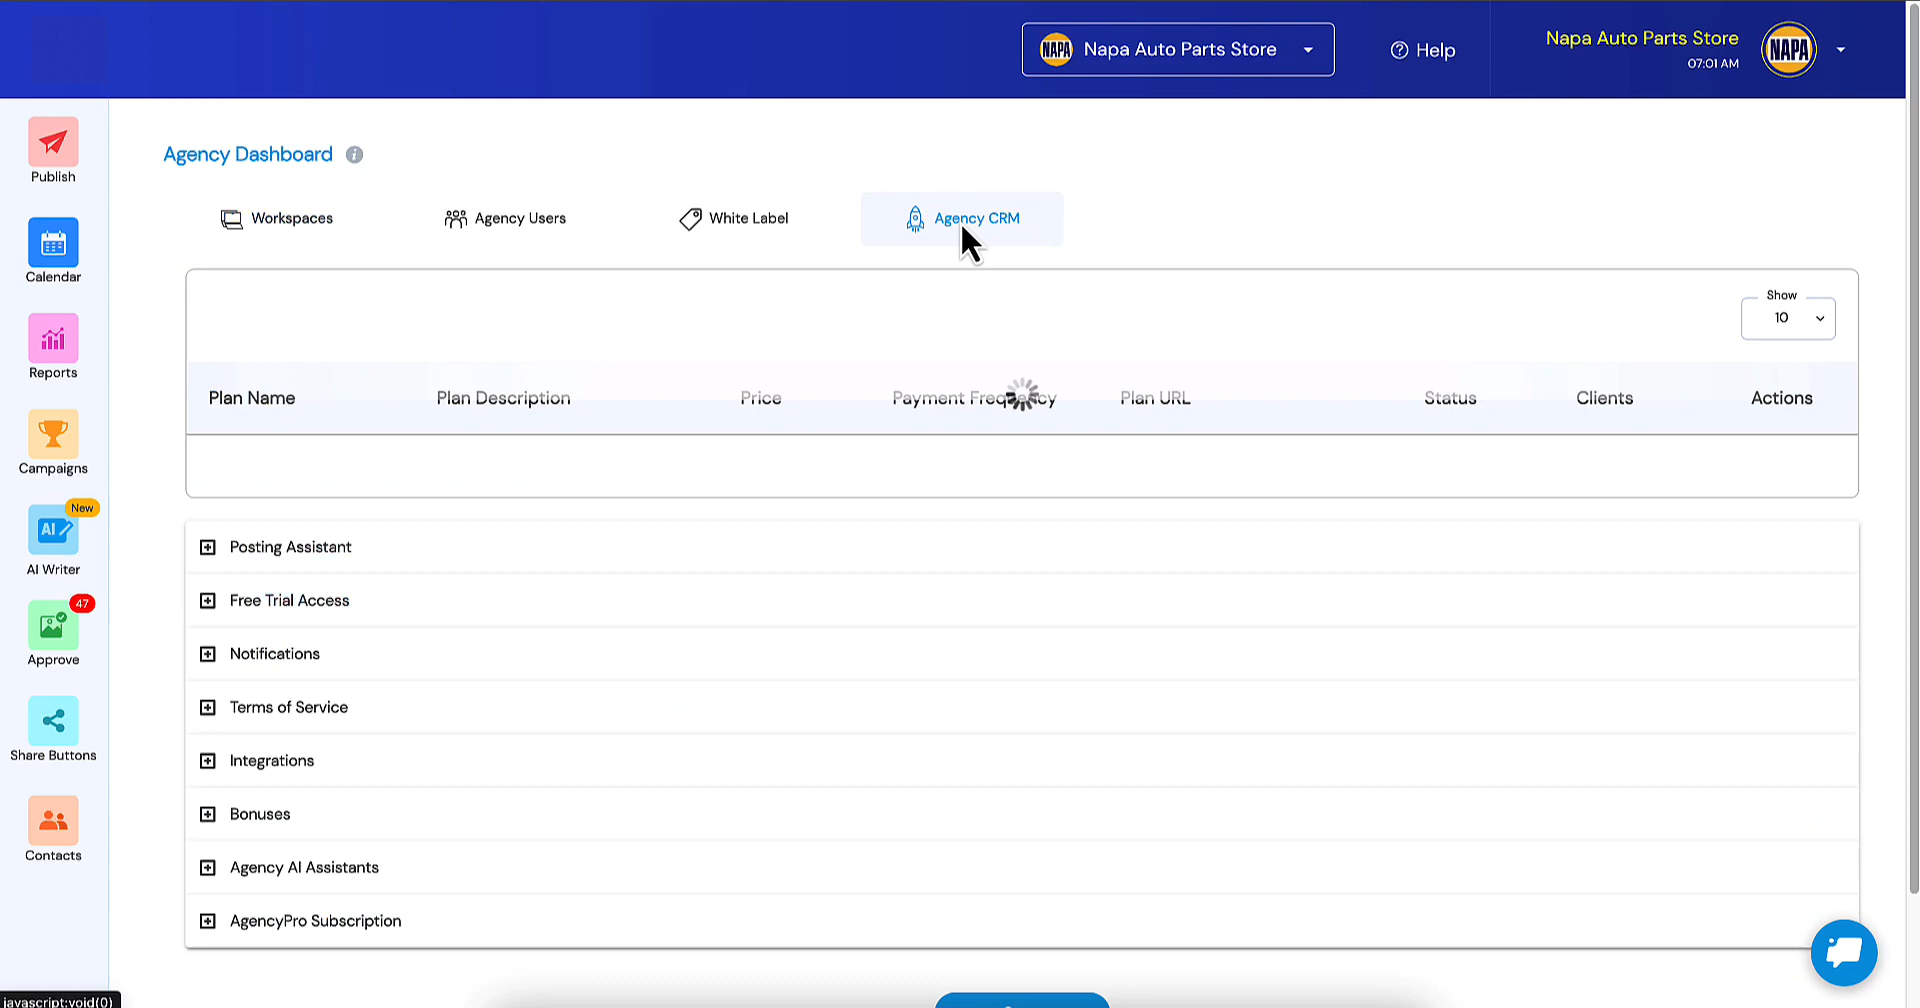 NAPA Napa Auto Parts Store
Help
Napa Auto Parts Store
07:01 AM
NAPA
Publish
Calendar
Reports
Campaigns
New
AI
AI Writer
47
Approve
Share Buttons
Contacts
Agency Dashboard
Workspaces
Agency Users
White Label
Agency CRM
Show
10
Plan Name Plan Description Price Payment Frequency Plan URL Status Clients Actions
Posting Assistant
Free Trial Access
Notifications
Terms of Service
Integrations
Bonuses
Agency AI Assistants
AgencyPro Subscription
javascript:void(0)